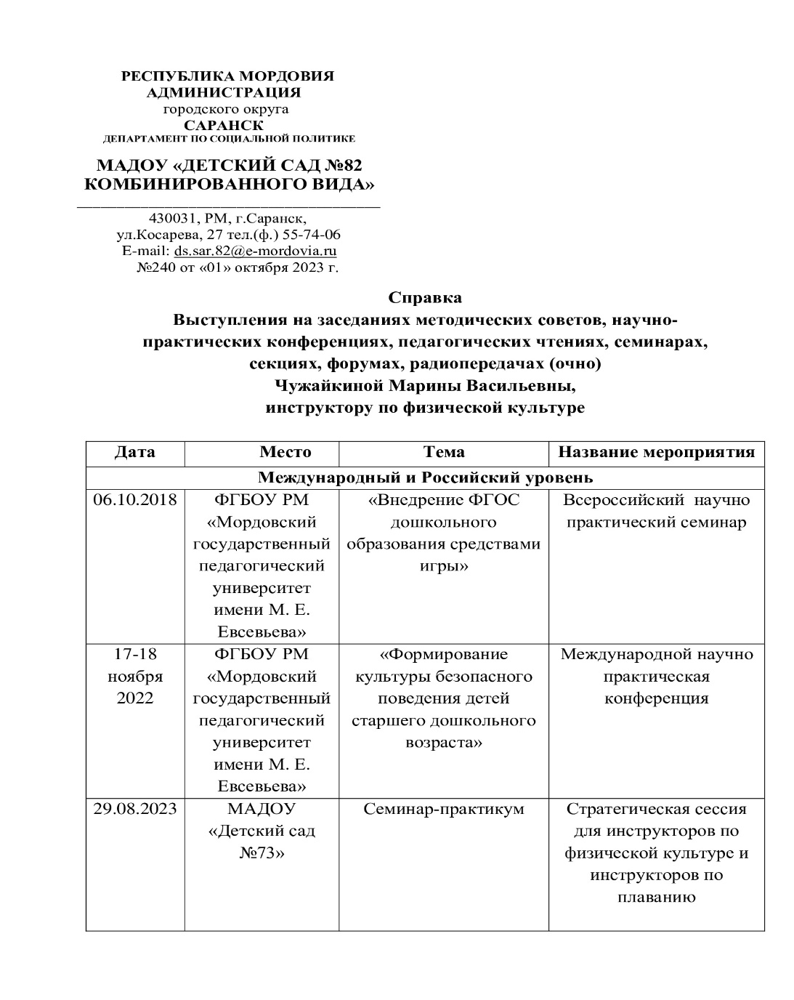 РЕСПУБЛИКА МОРДОВИЯ
АДМИНИСТРАЦИЯ
городского округа
САРАНСК
ДЕПАРТАМЕНТ ПО СОЦИАЛЬНОЙ ПОЛИТИКЕ
МАДОУ «ДЕТСКИЙ САД №82
КОМБИНИРОВАННОГО ВИДА»
430031, РМ, г.Саранск,
ул.Косарева, 27 тел.(ф.) 55-74-06
E-mail: ds.sar.82@e-mordovia.ru
№240 от «01» октября 2023 г.
Справка
Выступления на заседаниях методических советов, научно-
практических конференциях, педагогических чтениях, семинарах,
секциях, форумах, радиопередачах (очно)
Чужайкиной Марины Васильевны,
инструктору по физической культуре
Дата Место Тема Название мероприятия
Международный и Российский уровень
06.10.2018 ФГБОУ РМ «Внедрение ФГОС Всероссийский научно
«Мордовский дошкольного практический семинар
государственный образования средствами
педагогический игры»
университет
имени М. Е.
Евсевьева»
17-18 ФГБОУ РМ «Формирование Международной научно
ноября «Мордовский культуры безопасного практическая
2022 государственный поведения детей конференция
педагогический старшего дошкольного
университет возраста»
имени М. Е.
Евсевьева»
29.08.2023 МАДОУ Семинар-практикум Стратегическая сессия
«Детский сад для инструкторов по
№73» физической культуре и
инструкторов по
плаванию